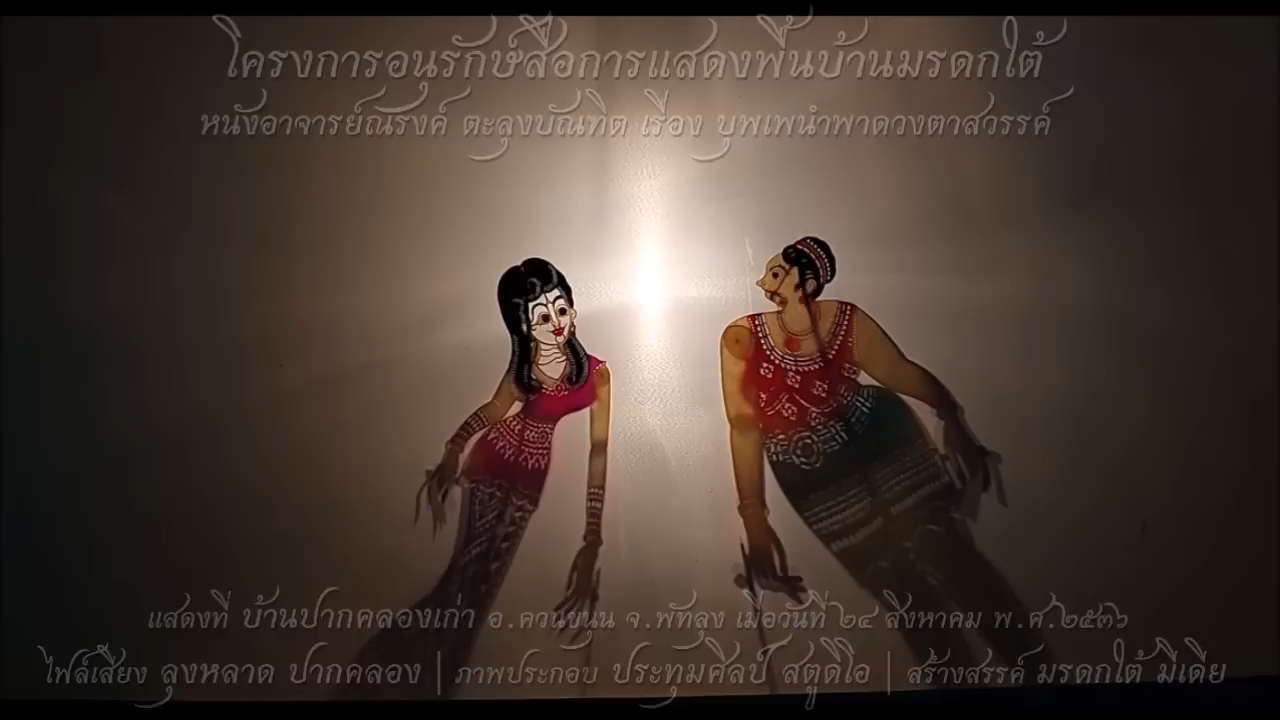 โครงการอนุรักษ์สื่อการแสดงพื้นบ้านมรดกใต้
หนังอาจารย์ณรงค์ ตะลุงบัณฑิต เรื่อง บุพเพนำพาดวงตาสวรรค์
แสดงที่ บ้านปากคลองเก่า อ.ควนขนุน จ.พัทลุง เมื่อวันที่ ๒๔ สิงหาคม พ.ศ.๒๕๓๖
ไฟล์เสียง ลุงหลาด ปากคลอง | ภาพประกอบ ประทุมศิลป์ สตูดิโอ | สร้างสรรค์ มรดกใต้ มีเดีย